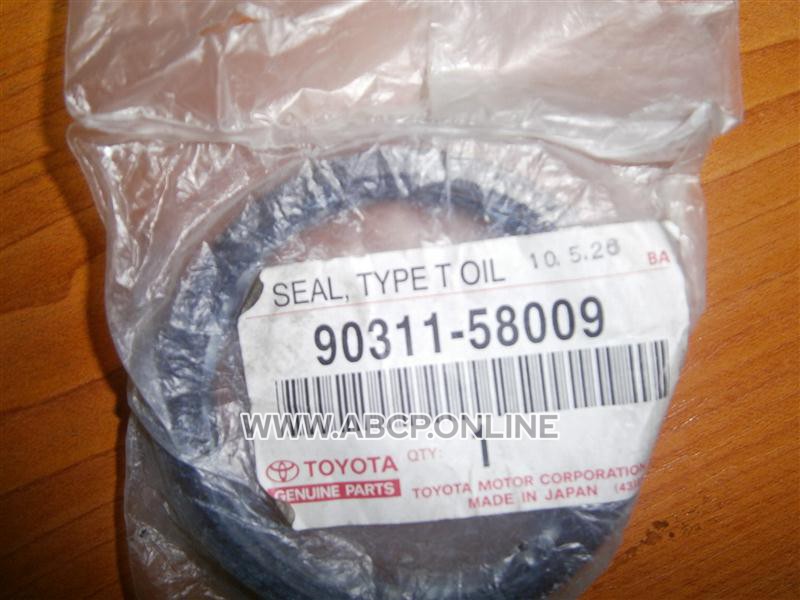 SEAL, TYPE T OIL 10.5.26 BA
90311-58009
WWW.ABCP.ONLINE
TOYOTA QTY: 1
GENUINE PARTS TOYOTA MOTOR CORPORATION
MADE IN JAPAN